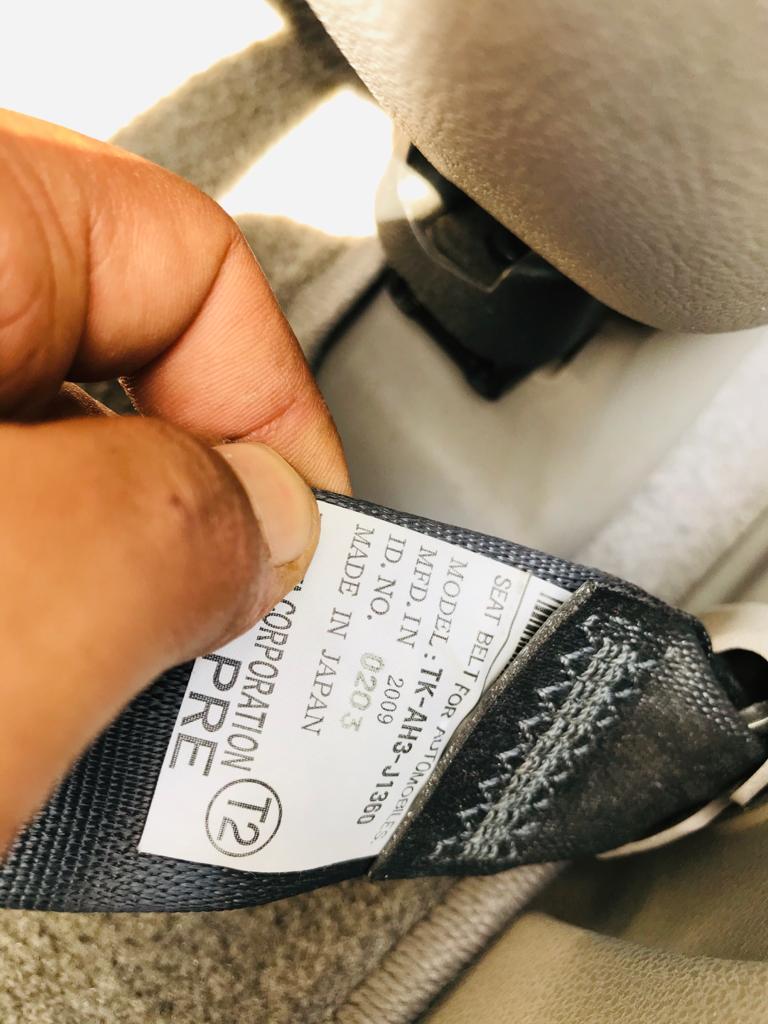 SEAT BELT FOR AUTOMOBILES.
MODEL : TK-AH3-J1360
MFD.IN 2009
ID.NO. 0203
MADE IN JAPAN
CORPORATION
PRE T2